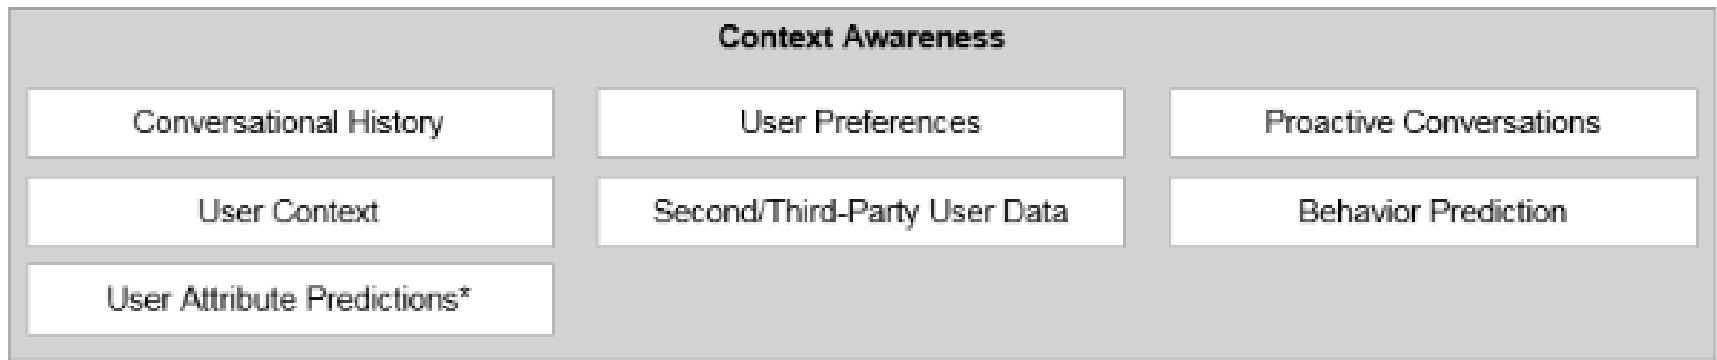 Context Awareness
Conversational History
User Preferences
Proactive Conversations
User Context
Second/Third-Party User Data
Behavior Prediction
User Attribute Predictions*